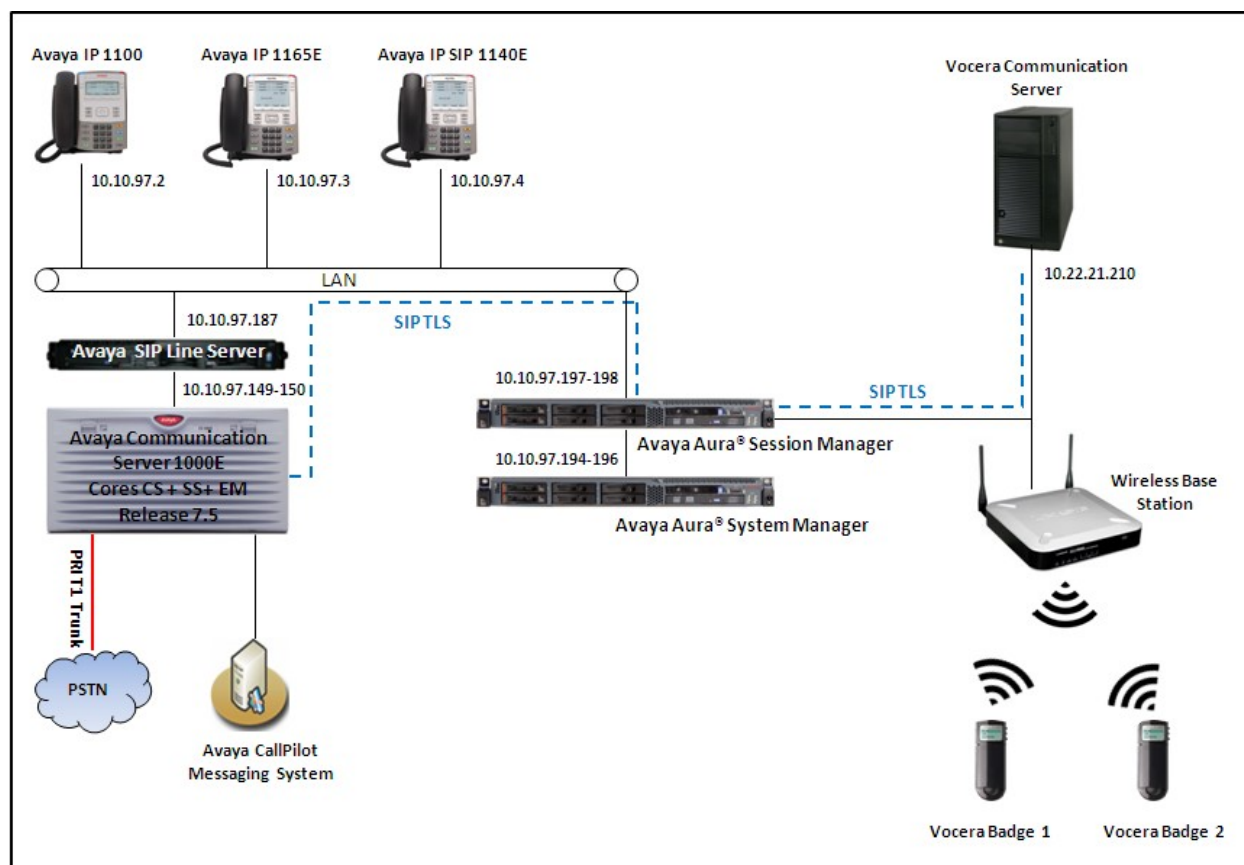 Avaya IP 1100
Avaya IP 1165E
Avaya IP SIP 1140E
Vocera Communication
Server
10.10.97.2
10.10.97.3
10.10.97.4
10.22.21.210
LAN
10.10.97.187
SIP TLS
Avaya SIP Line Server
10.10.97.149-150
10.10.97.197-198
SIP TLS
Avaya Communication
Server 1000E
Cores CS + SS+ EM
Release 7.5
Avaya Aura® Session Manager
10.10.97.194-196
Avaya Aura® System Manager
Wireless Base
Station
PRI T1 Trunk
PSTN
Avaya CallPilot
Messaging System
Vocera Badge 1
Vocera Badge 2